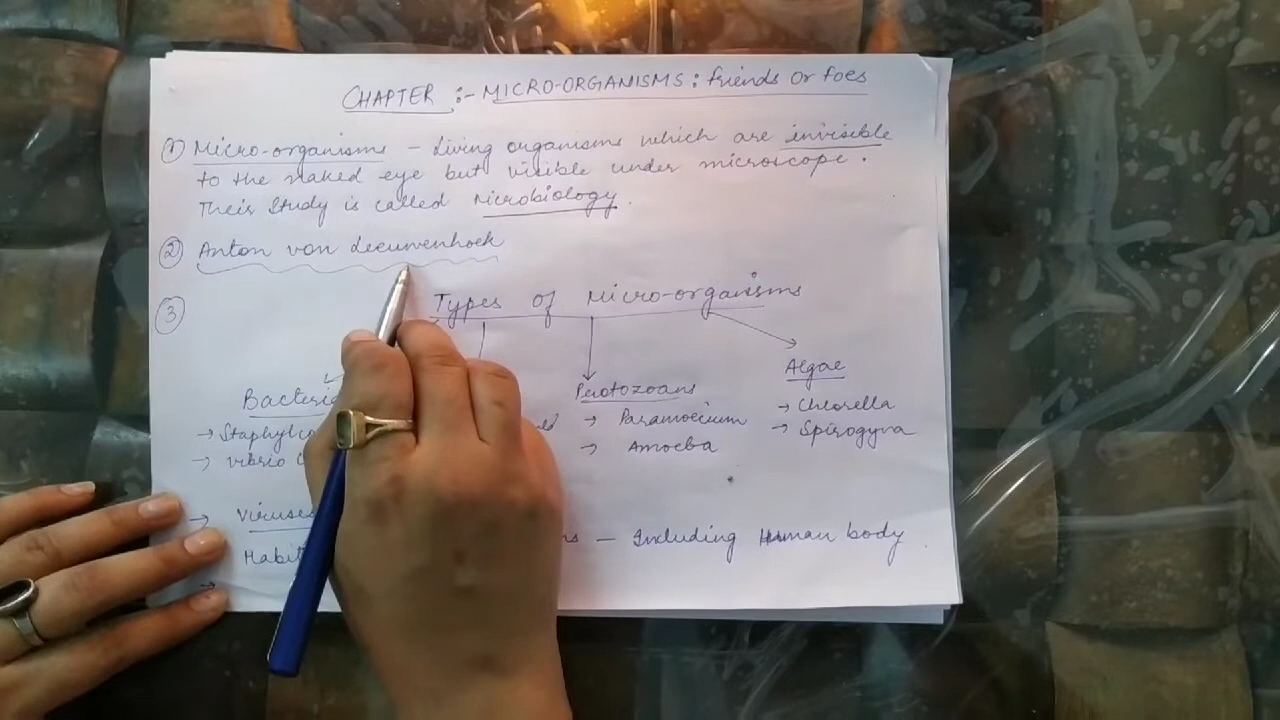 CHAPTER :- MICRO-ORGANISMS: friends Or foes
① Micro-organisms – Living organisms which are invisible
to the naked eye but visible under microscope.
Their Study is called Microbiology.
② Anton von Leeuwenhoek
③ Types of Micro-organisms
Bacteria
Protozoans
Algae
→ Paramoecium
→ Chlorella
→ Amoeba
→ Spirogyra
→ vibrio
→ Viruses
– Including Human body.